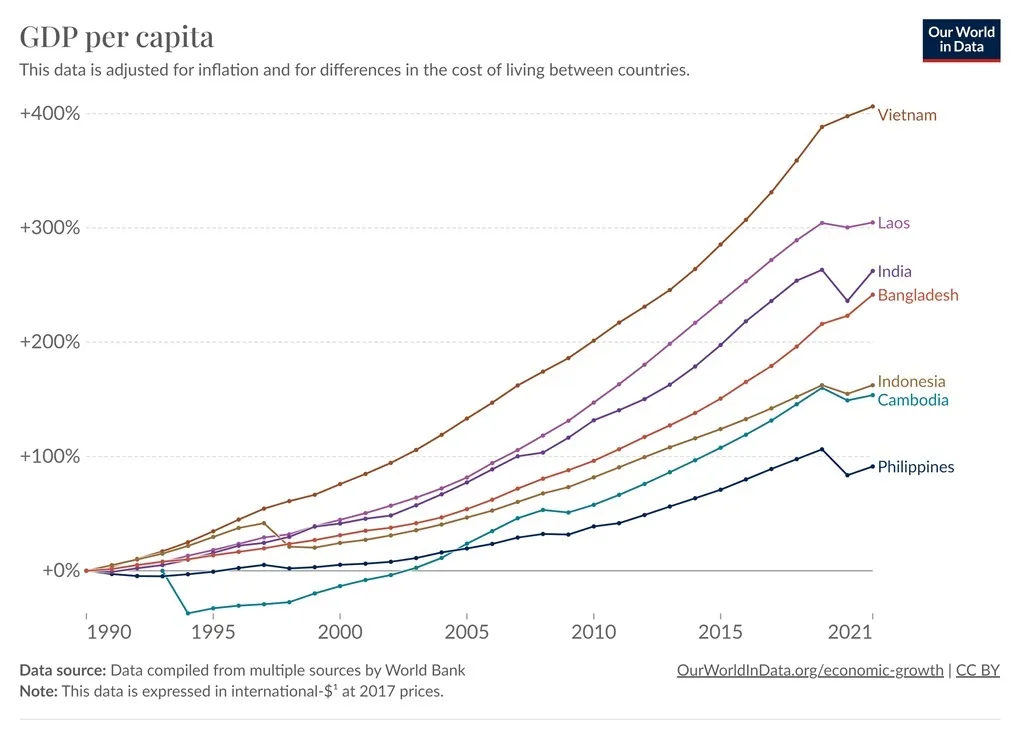 GDP per capita
Our World
in Data
This data is adjusted for inflation and for differences in the cost of living between countries.
+400%
Vietnam
+300%
Laos
India
Bangladesh
+200%
Indonesia
Cambodia
+100%
Philippines
+0%
1990 1995 2000 2005 2010 2015 2021
Data source: Data compiled from multiple sources by World Bank
OurWorldInData.org/economic-growth | CC BY
Note: This data is expressed in international-$¹ at 2017 prices.